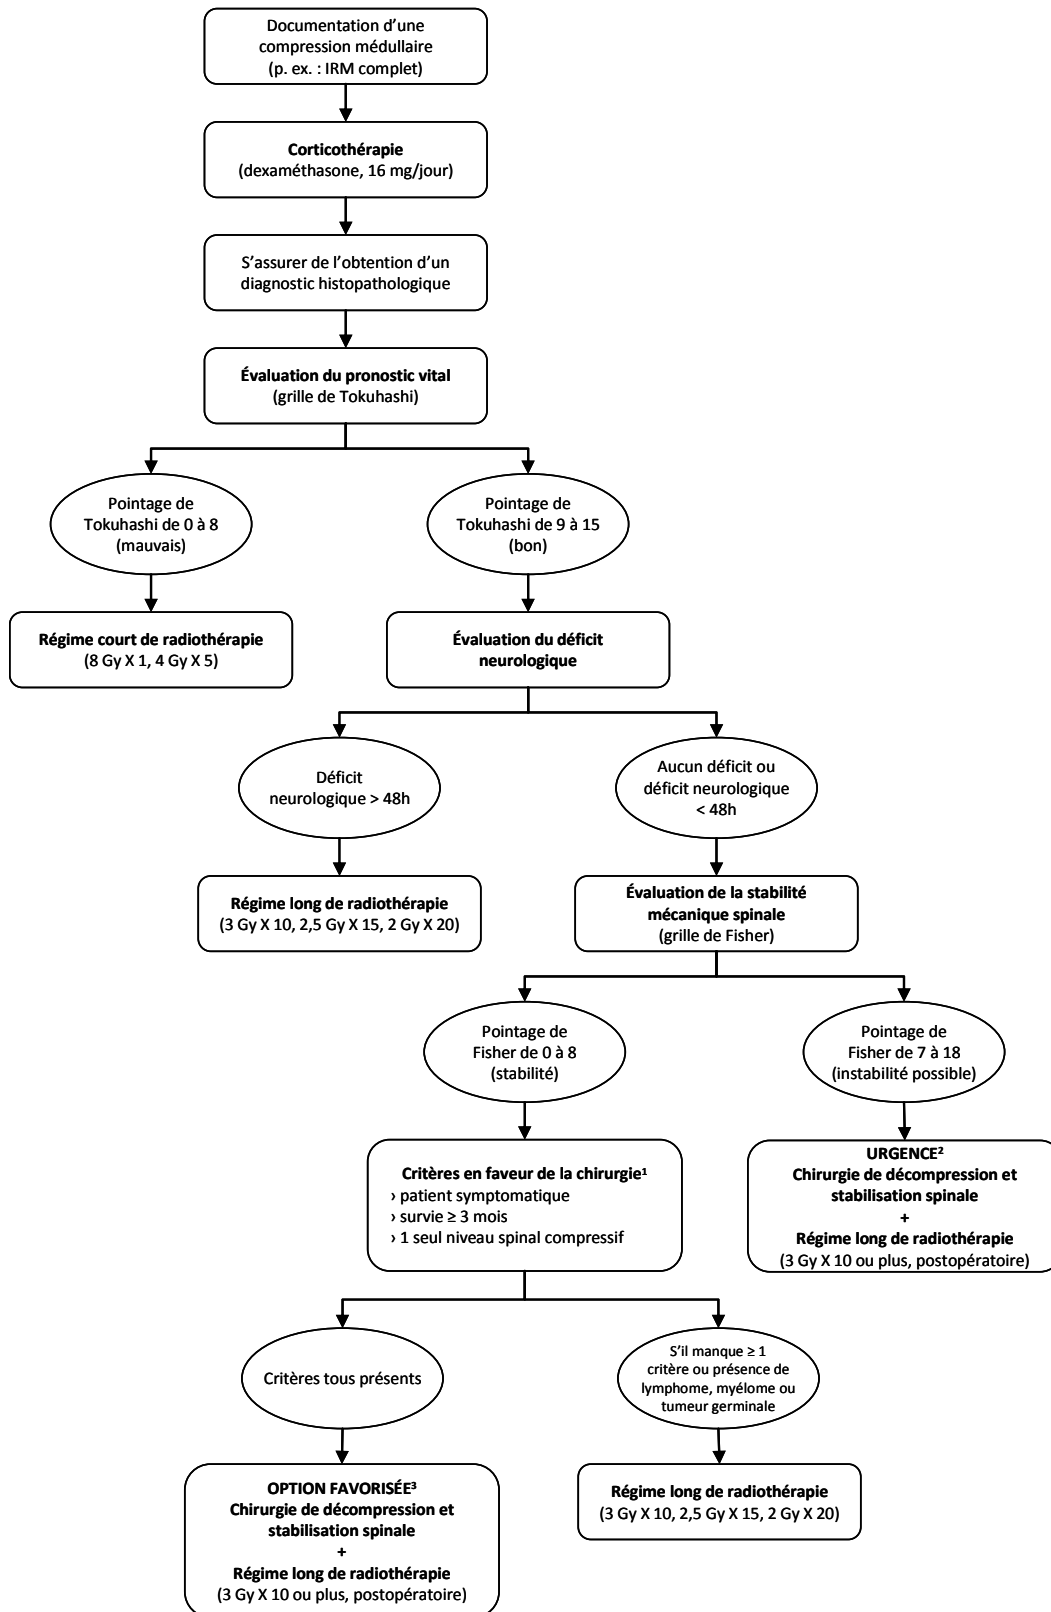 Documentation d'une
compression médullaire
(p. ex. : IRM complet)
Corticothérapie
(dexaméthasone, 16 mg/jour)
S'assurer de l'obtention d'un
diagnostic histopathologique
Évaluation du pronostic vital
(grille de Tokuhashi)
Pointage de
Tokuhashi de 0 à 8
(mauvais)
Pointage de
Tokuhashi de 9 à 15
(bon)
Régime court de radiothérapie
(8 Gy X 1, 4 Gy X 5)
Évaluation du déficit
neurologique
Déficit
neurologique > 48h
Aucun déficit ou
déficit neurologique
< 48h
Régime long de radiothérapie
(3 Gy X 10, 2,5 Gy X 15, 2 Gy X 20)
Évaluation de la stabilité
mécanique spinale
(grille de Fisher)
Pointage de
Fisher de 0 à 8
(stabilité)
Pointage de
Fisher de 7 à 18
(instabilité possible)
Critères en faveur de la chirurgie¹
› patient symptomatique
› survie ≥ 3 mois
› 1 seul niveau spinal compressif
URGENCE²
Chirurgie de décompression et
stabilisation spinale
+
Régime long de radiothérapie
(3 Gy X 10 ou plus, postopératoire)
Critères tous présents
S'il manque ≥ 1
critère ou présence de
lymphome, myélome ou
tumeur germinale
OPTION FAVORISÉE³
Chirurgie de décompression et
stabilisation spinale
+
Régime long de radiothérapie
(3 Gy X 10 ou plus, postopératoire)
Régime long de radiothérapie
(3 Gy X 10, 2,5 Gy X 15, 2 Gy X 20)